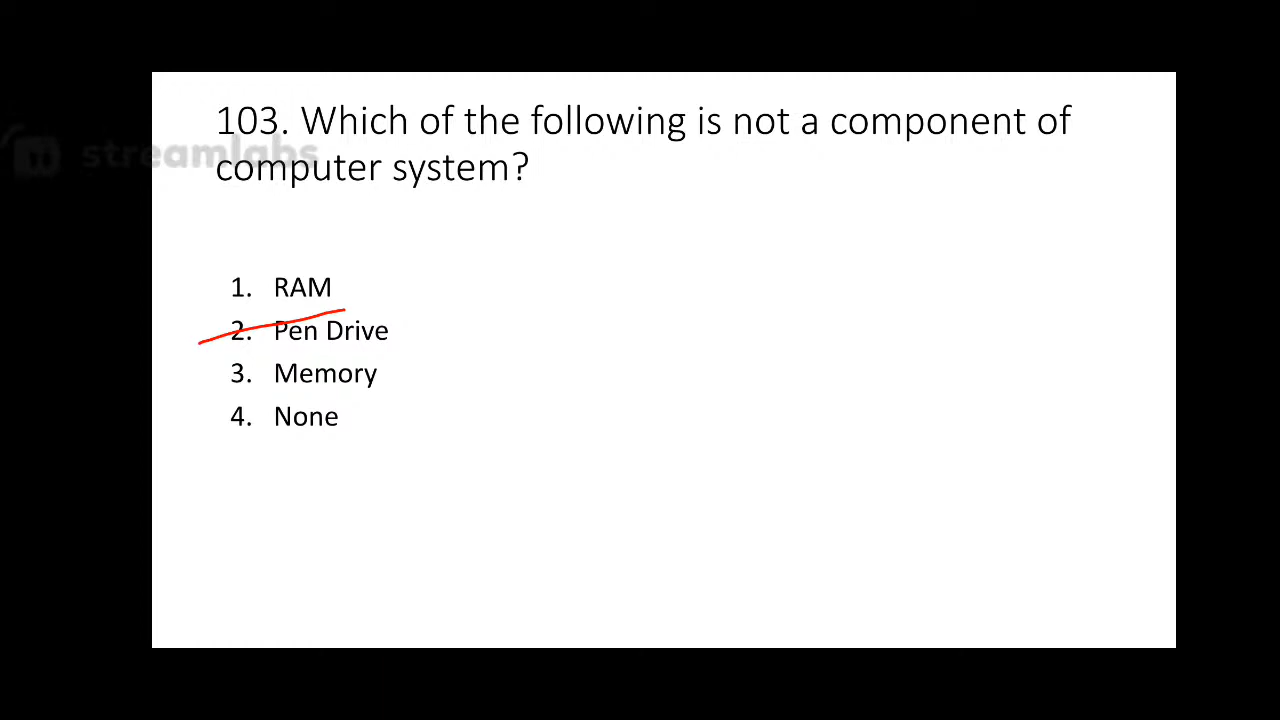 103. Which of the following is not a component of
streamlabs
computer system?
1. RAM
2. Pen Drive
3. Memory
4. None